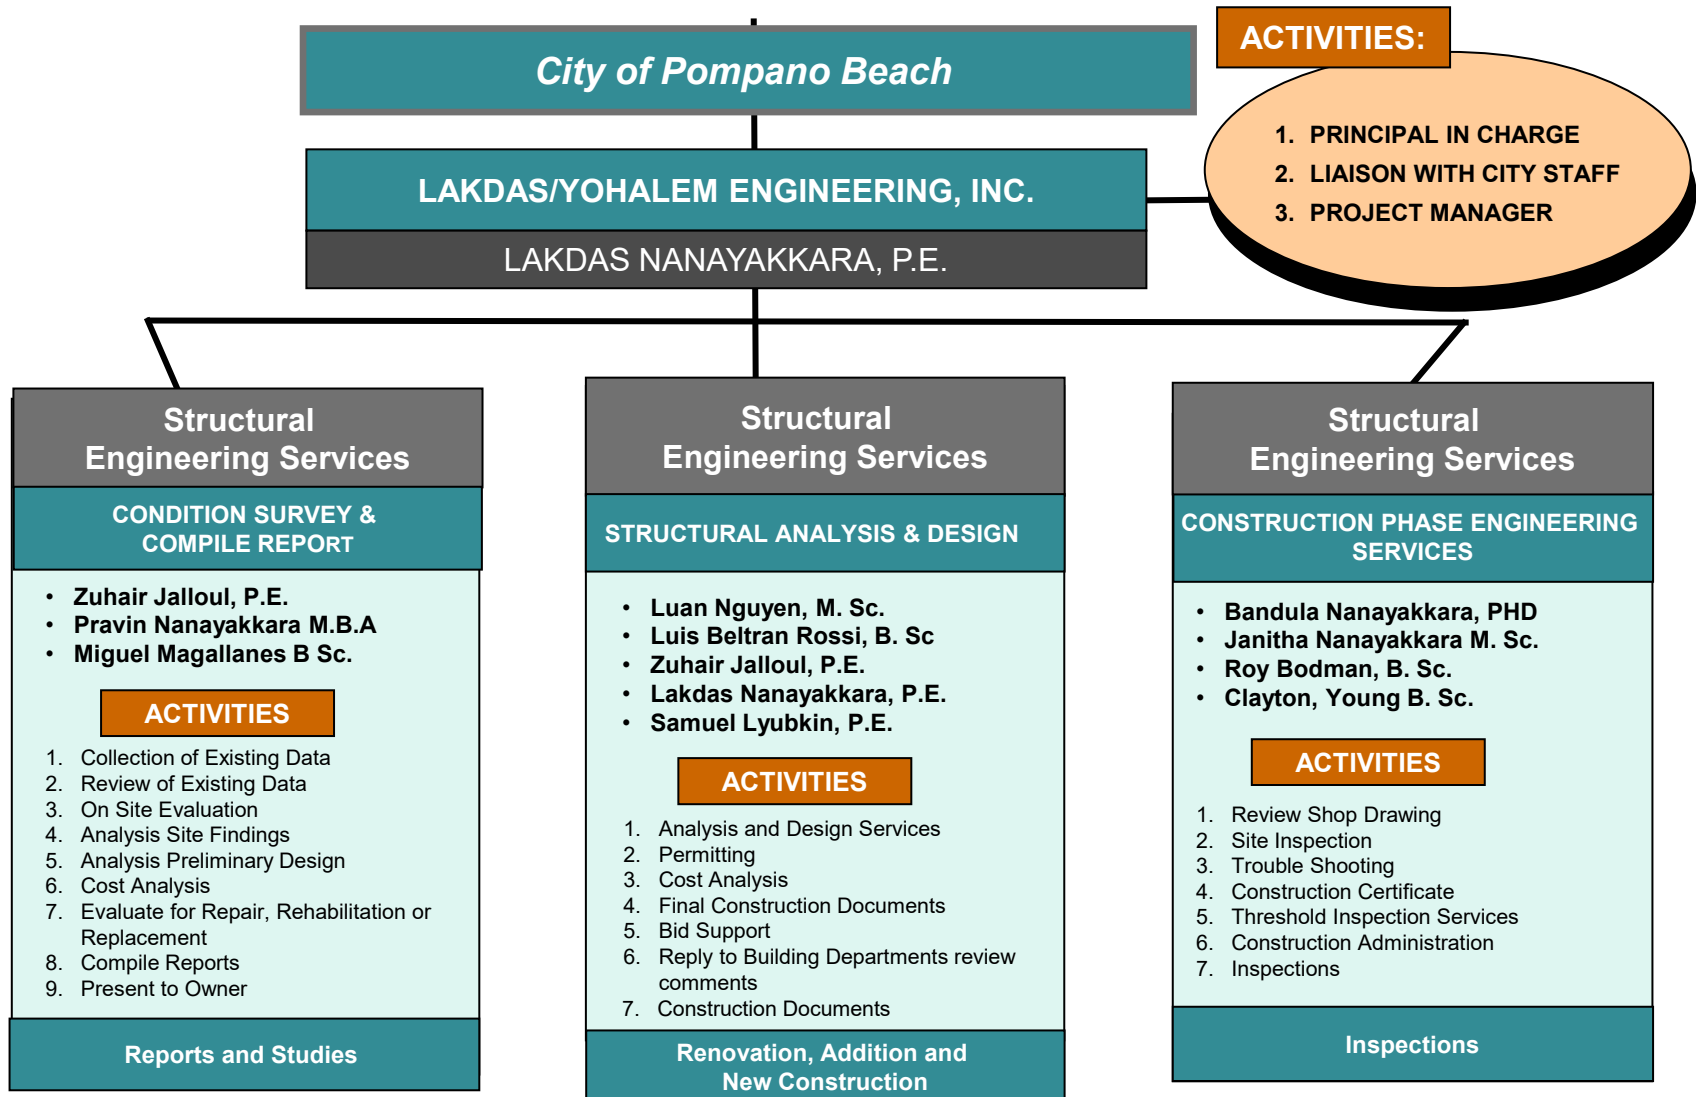 City of Pompano Beach
ACTIVITIES:
1. PRINCIPAL IN CHARGE
2. LIAISON WITH CITY STAFF
3. PROJECT MANAGER
LAKDAS/YOHALEM ENGINEERING, INC.
LAKDAS NANAYAKKARA, P.E.
Structural
Engineering Services
CONDITION SURVEY &
COMPILE REPORT
• Zuhair Jalloul, P.E.
• Pravin Nanayakkara M.B.A
• Miguel Magallanes B Sc.
ACTIVITIES
1. Collection of Existing Data
2. Review of Existing Data
3. On Site Evaluation
4. Analysis Site Findings
5. Analysis Preliminary Design
6. Cost Analysis
7. Evaluate for Repair, Rehabilitation or
Replacement
8. Compile Reports
9. Present to Owner
Reports and Studies
Structural
Engineering Services
STRUCTURAL ANALYSIS & DESIGN
• Luan Nguyen, M. Sc.
• Luis Beltran Rossi, B. Sc
• Zuhair Jalloul, P.E.
• Lakdas Nanayakkara, P.E.
• Samuel Lyubkin, P.E.
ACTIVITIES
1. Analysis and Design Services
2. Permitting
3. Cost Analysis
4. Final Construction Documents
5. Bid Support
6. Reply to Building Departments review
comments
7. Construction Documents
Renovation, Addition and
New Construction
Structural
Engineering Services
CONSTRUCTION PHASE ENGINEERING
SERVICES
• Bandula Nanayakkara, PHD
• Janitha Nanayakkara M. Sc.
• Roy Bodman, B. Sc.
• Clayton, Young B. Sc.
ACTIVITIES
1. Review Shop Drawing
2. Site Inspection
3. Trouble Shooting
4. Construction Certificate
5. Threshold Inspection Services
6. Construction Administration
7. Inspections
Inspections